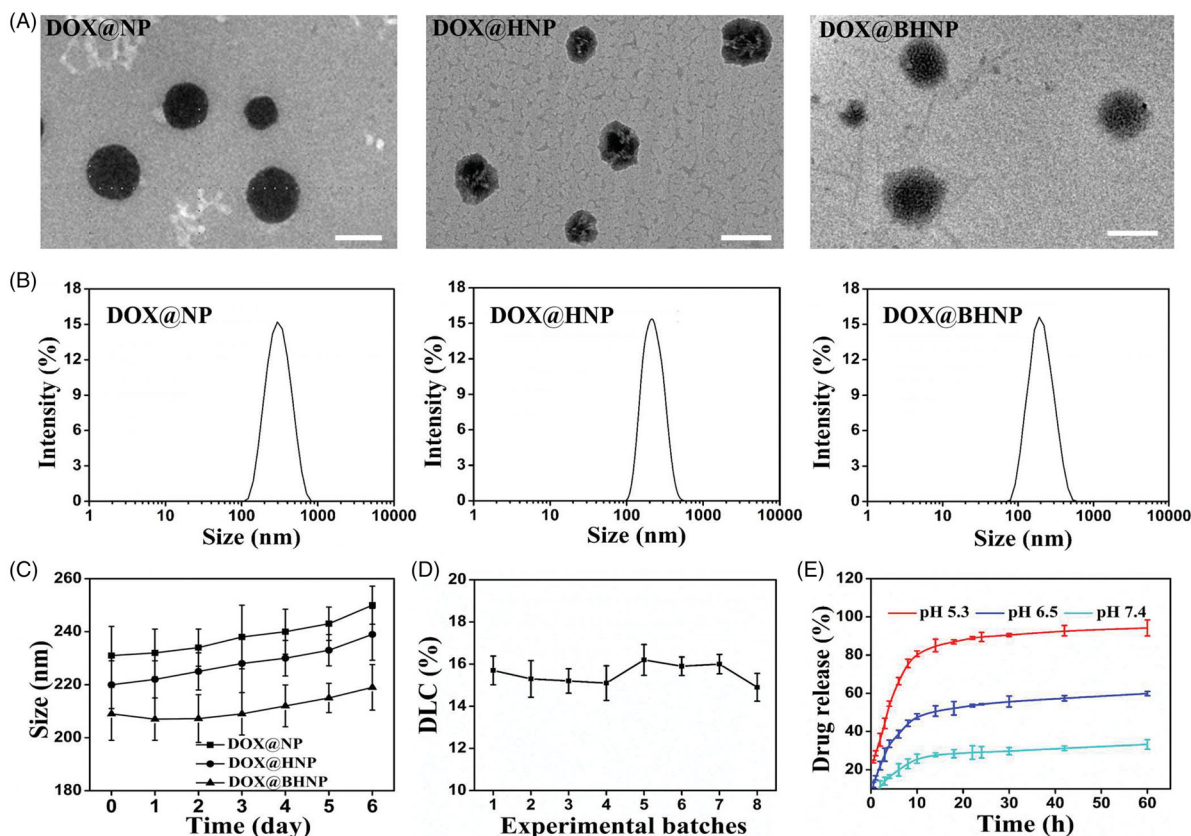 (A)
DOX@NP
DOX@HNP
DOX@BHNP
(B)
18
15
12
9
6
3
0
Intensity (%)
DOX@NP
1 10 100 1000 10000
Size (nm)
18
15
12
9
6
3
0
Intensity (%)
DOX@HNP
1 10 100 1000 10000
Size (nm)
18
15
12
9
6
3
0
Intensity (%)
DOX@BHNP
1 10 100 1000 10000
Size (nm)
(C)
260
240
220
200
180
Size (nm)
DOX@NP
DOX@HNP
DOX@BHNP
0 1 2 3 4 5 6
Time (day)
(D)
20
18
16
14
12
10
DLC (%)
1 2 3 4 5 6 7 8
Experimental batches
(E)
120
100
80
60
40
20
Drug release (%)
pH 5.3 pH 6.5 pH 7.4
0 10 20 30 40 50 60
Time (h)